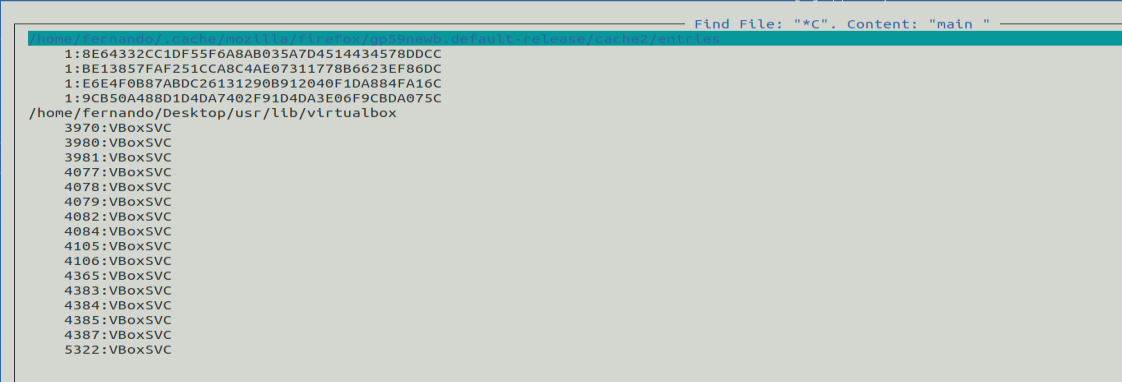 Find File: "*C". Content: "main "
/home/fernando/.cache/mozilla/firefox/gp59newb.default-release/cache2/entries
1:8E64332CC1DF55F6A8AB035A7D4514434578DDCC
1:BE13857FAF251CCA8C4AE07311778B6623EF86DC
1:E6E4F0B87ABDC26131290B912040F1DA884FA16C
1:9CB50A488D1D4DA7402F91D4DA3E06F9CBDA075C
/home/fernando/Desktop/usr/lib/virtualbox
3970:VBoxSVC
3980:VBoxSVC
3981:VBoxSVC
4077:VBoxSVC
4078:VBoxSVC
4079:VBoxSVC
4082:VBoxSVC
4084:VBoxSVC
4105:VBoxSVC
4106:VBoxSVC
4365:VBoxSVC
4383:VBoxSVC
4384:VBoxSVC
4385:VBoxSVC
4387:VBoxSVC
5322:VBoxSVC